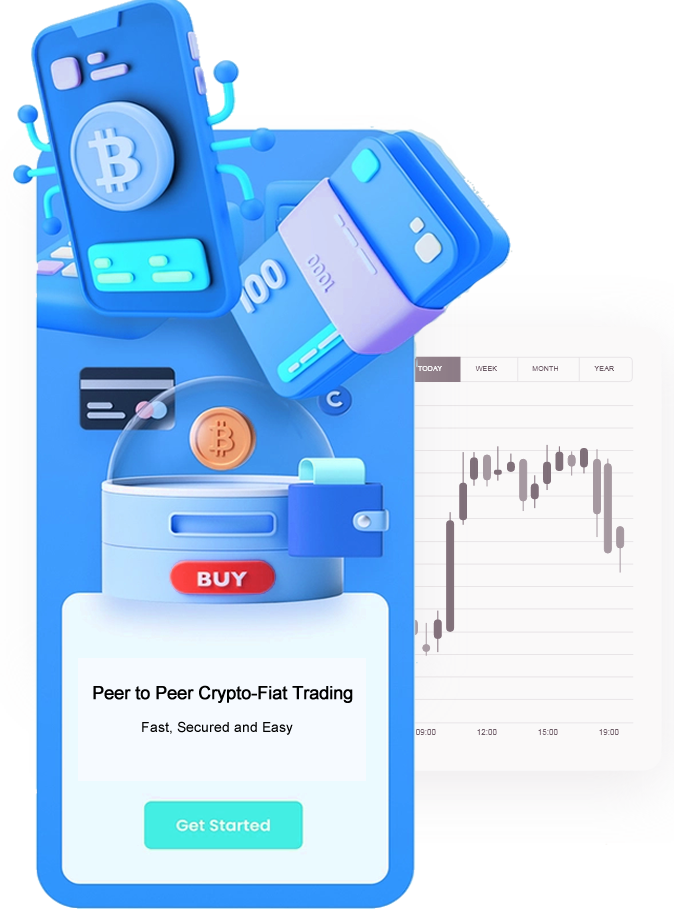 100
1000
C
TODAY WEEK MONTH YEAR
BUY
Peer to Peer Crypto-Fiat Trading
Fast, Secured and Easy
09:00 12:00 15:00 19:00
Get Started